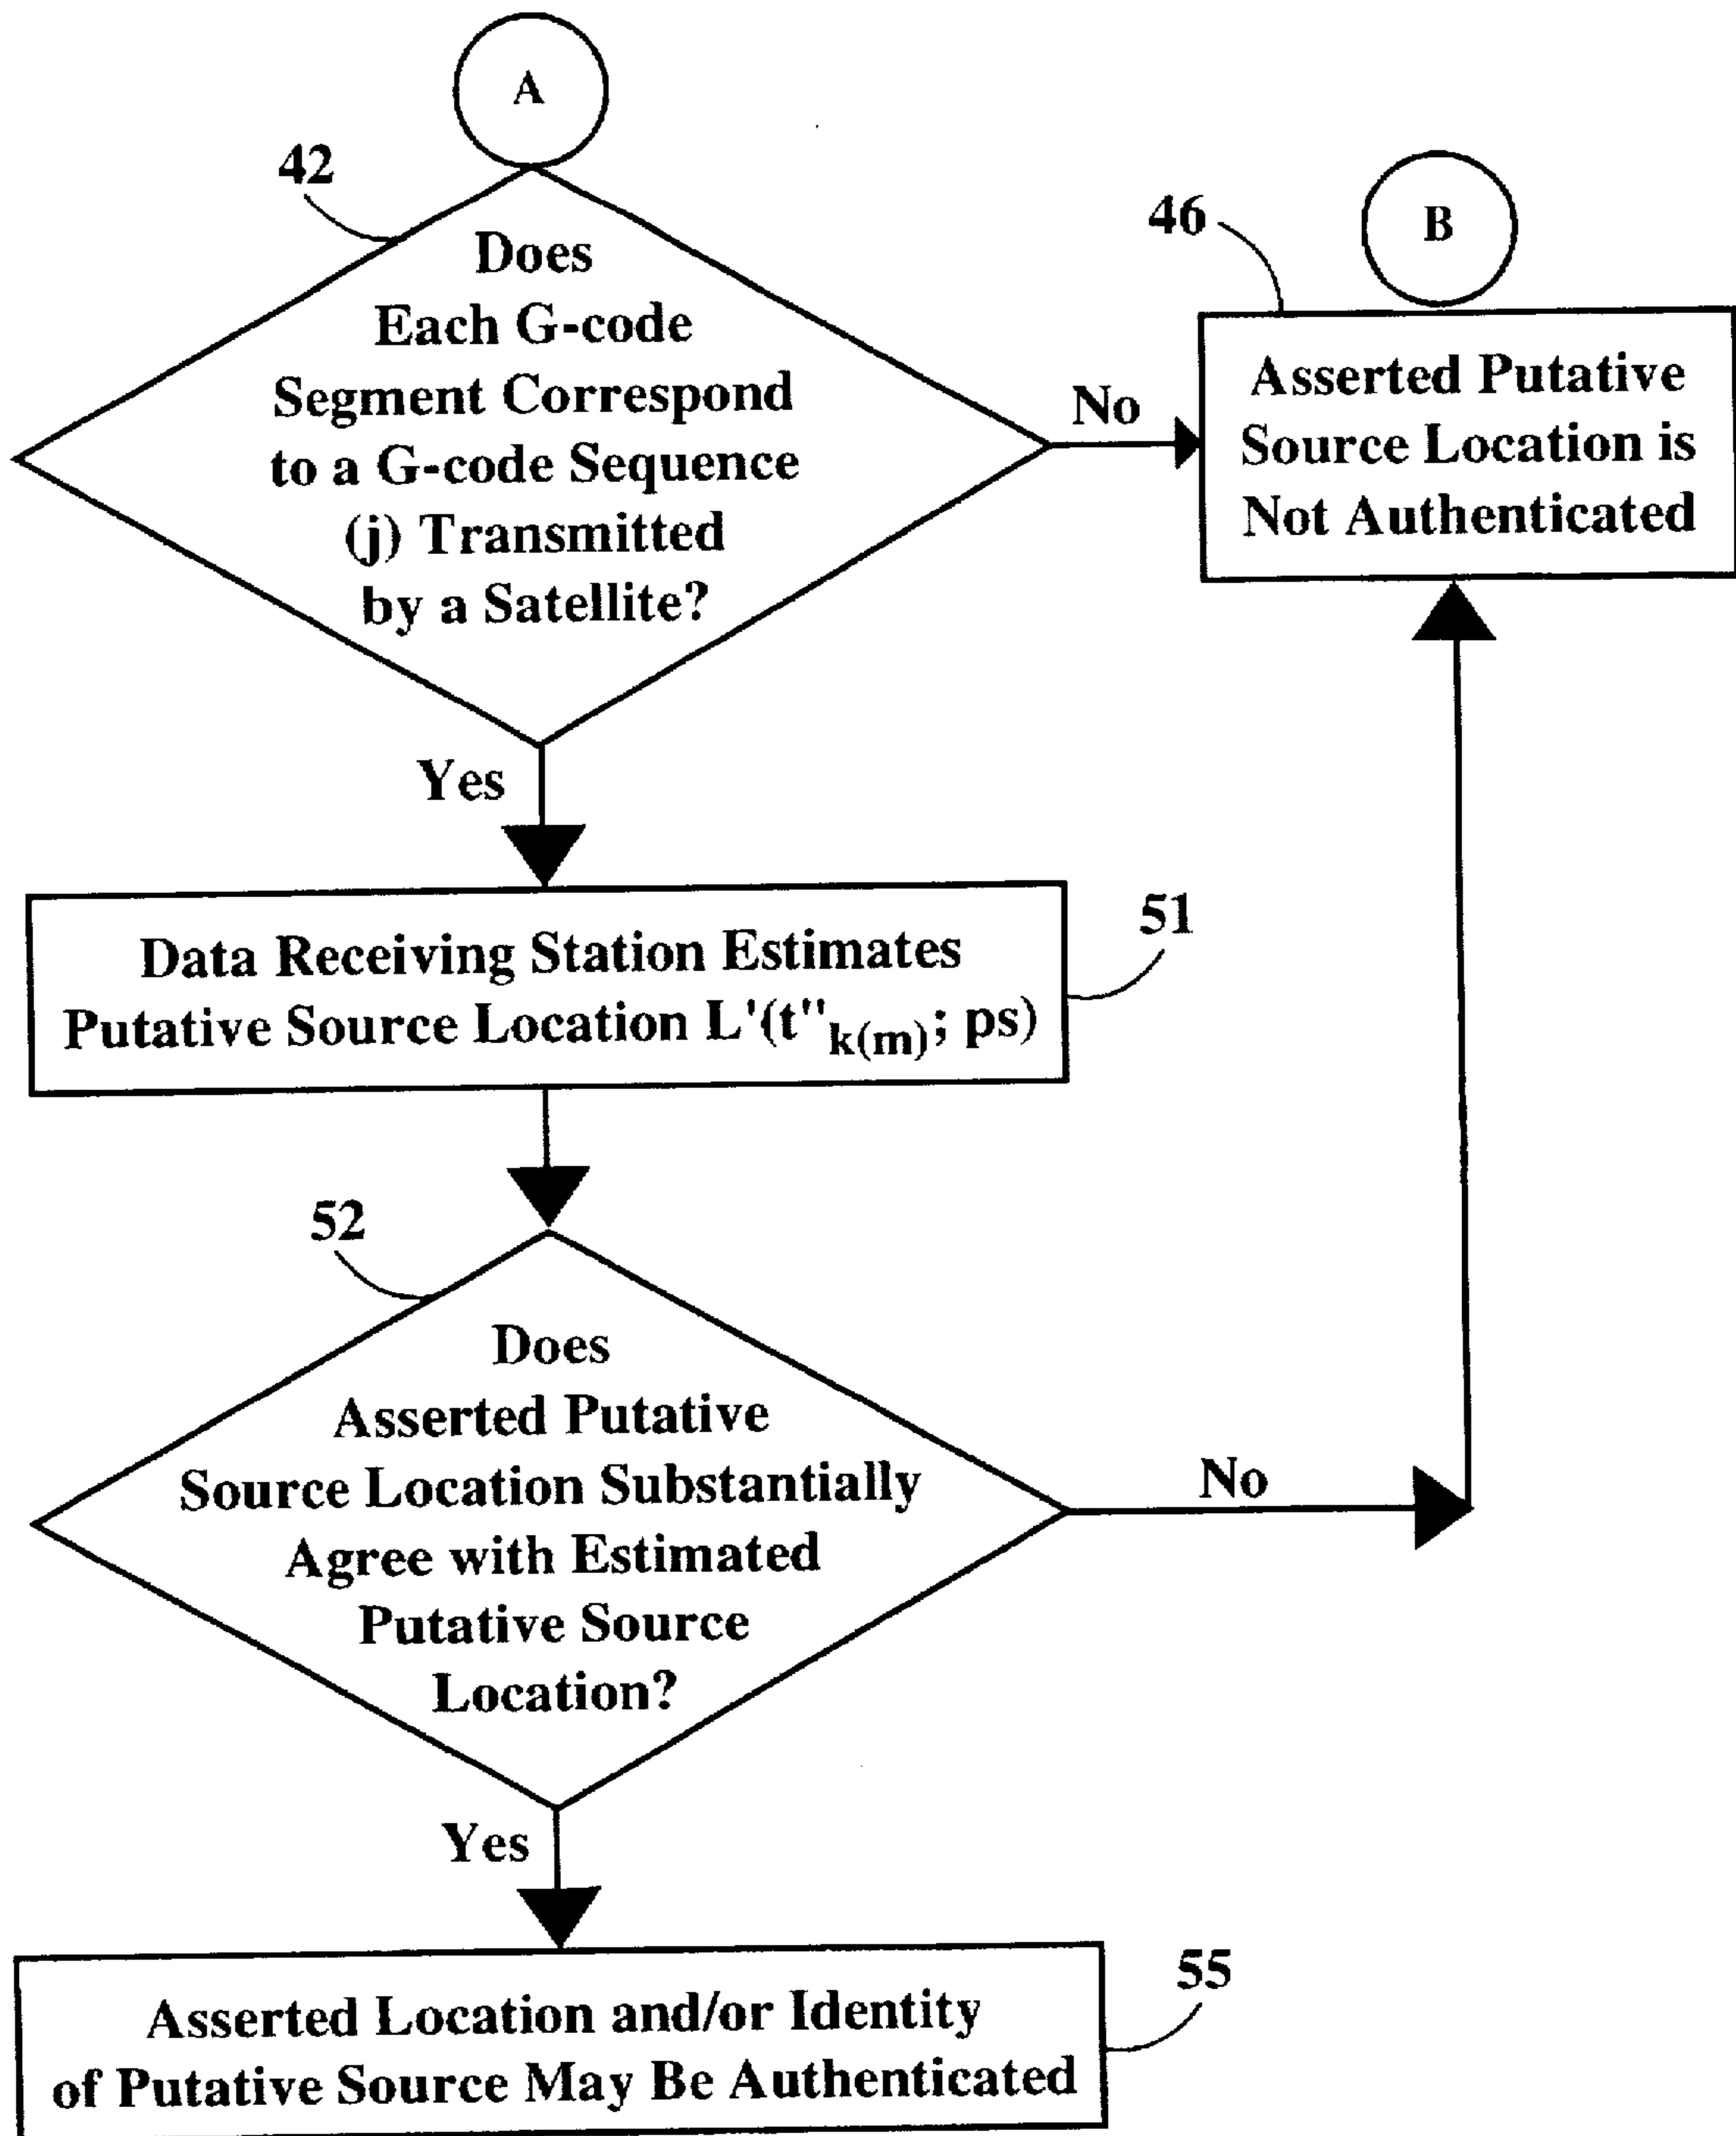 A
42
Does
Each G-code
Segment Correspond
to a G-code Sequence
(j) Transmitted
by a Satellite?
No
B
46
Asserted Putative
Source Location is
Not Authenticated
Yes
51
Data Receiving Station Estimates
Putative Source Location L'(t''k(m); ps)
52
Does
Asserted Putative
Source Location Substantially
Agree with Estimated
Putative Source
Location?
No
Yes
55
Asserted Location and/or Identity
of Putative Source May Be Authenticated